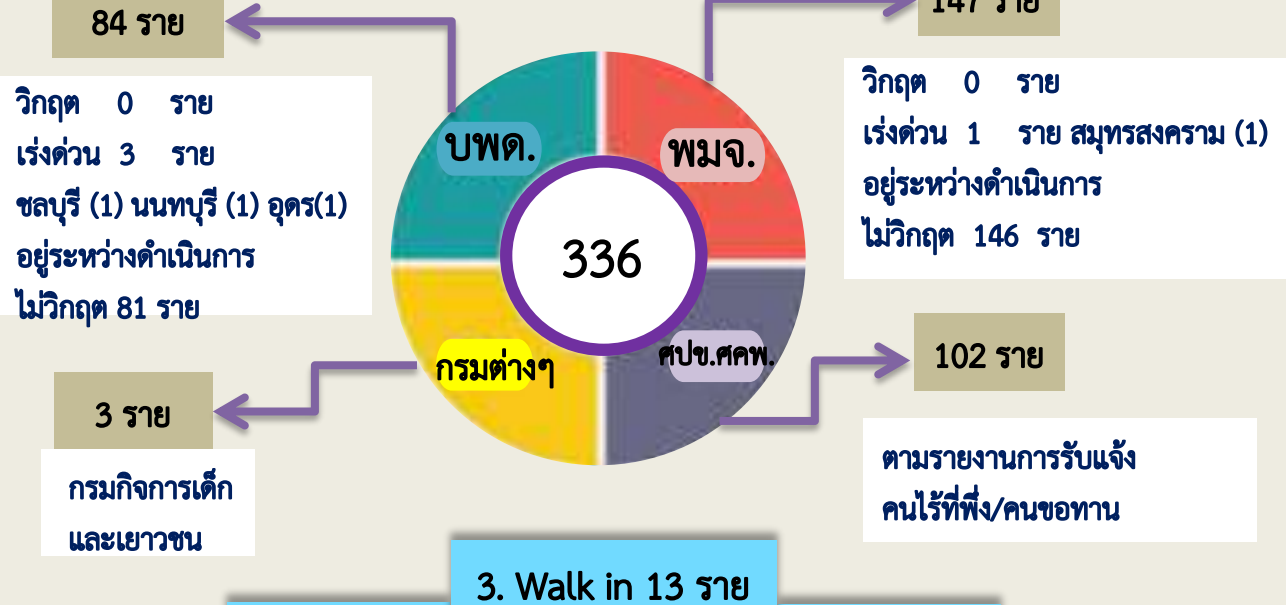 84 ราย
วิกฤต 0 ราย
เร่งด่วน 3 ราย
ชลบุรี (1) นนทบุรี (1) อุดร(1)
อยู่ระหว่างดำเนินการ
ไม่วิกฤต 81 ราย
147 ราย
วิกฤต 0 ราย
เร่งด่วน 1 ราย สมุทรสงคราม (1)
อยู่ระหว่างดำเนินการ
ไม่วิกฤต 146 ราย
บพด.
พมจ.
336
กรมต่างๆ
ศปข.ศคพ.
3 ราย
กรมกิจการเด็ก
และเยาวชน
102 ราย
ตามรายงานการรับแจ้ง
คนไร้ที่พึ่ง/คนขอทาน
3. Walk in 13 ราย